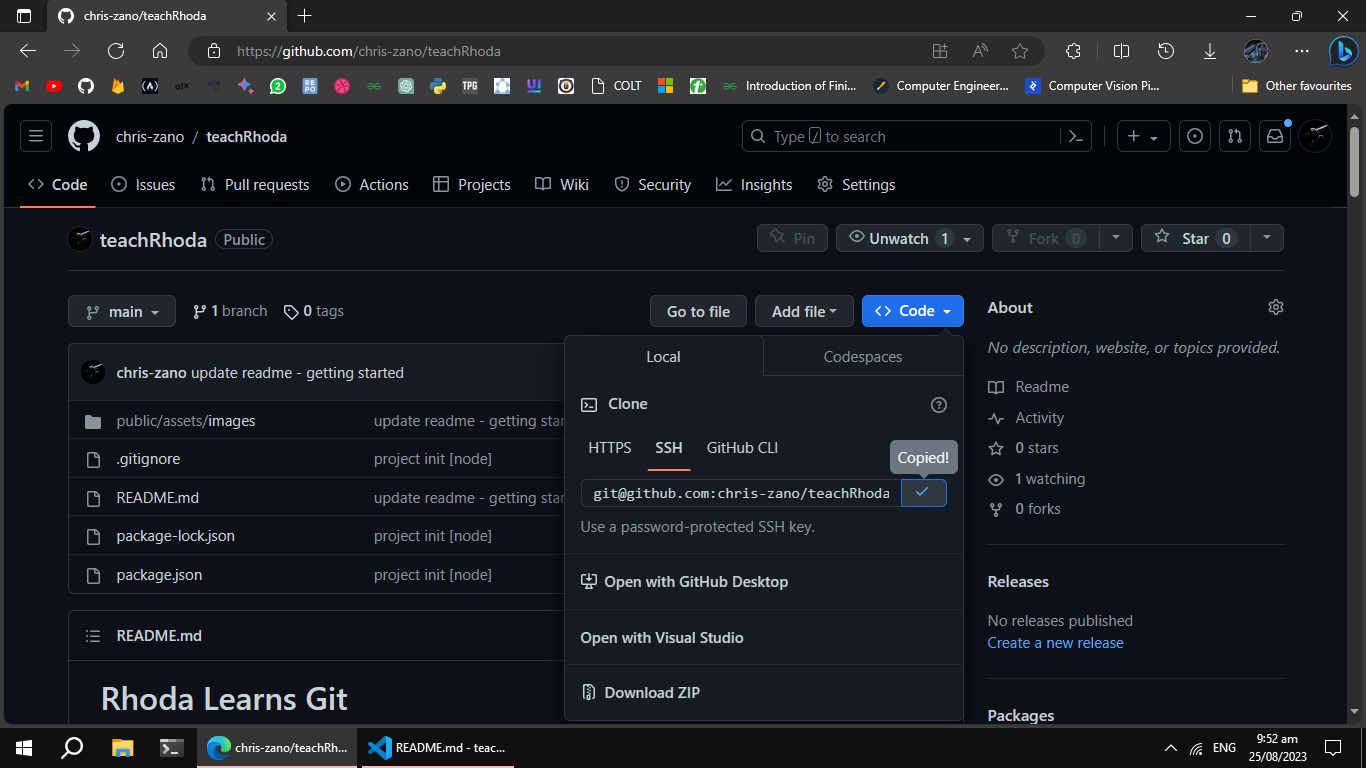 chris-zano/teachRhoda
https://github.com/chris-zano/teachRhoda
COLT
Introduction of Fini...
Computer Engineer...
Computer Vision Pi...
Other favourites
chris-zano / teachRhoda
Type / to search
Code
Issues
Pull requests
Actions
Projects
Wiki
Security
Insights
Settings
teachRhoda Public
Pin
Unwatch 1
Fork 0
Star 0
main
1 branch
0 tags
Go to file
Add file
Code
About
No description, website, or topics provided.
Readme
Activity
0 stars
1 watching
0 forks
Releases
No releases published
Create a new release
Packages
Local
Codespaces
Clone
HTTPS SSH GitHub CLI
Copied!
git@github.com:chris-zano/teachRhoda
Use a password-protected SSH key.
Open with GitHub Desktop
Open with Visual Studio
Download ZIP
chris-zano update readme - getting started
public/assets/images update readme - getting star
.gitignore project init [node]
README.md update readme - getting star
package-lock.json project init [node]
package.json project init [node]
README.md
Rhoda Learns Git
chris-zano/teachRh...
README.md - teac...
ENG
9:52 am
25/08/2023